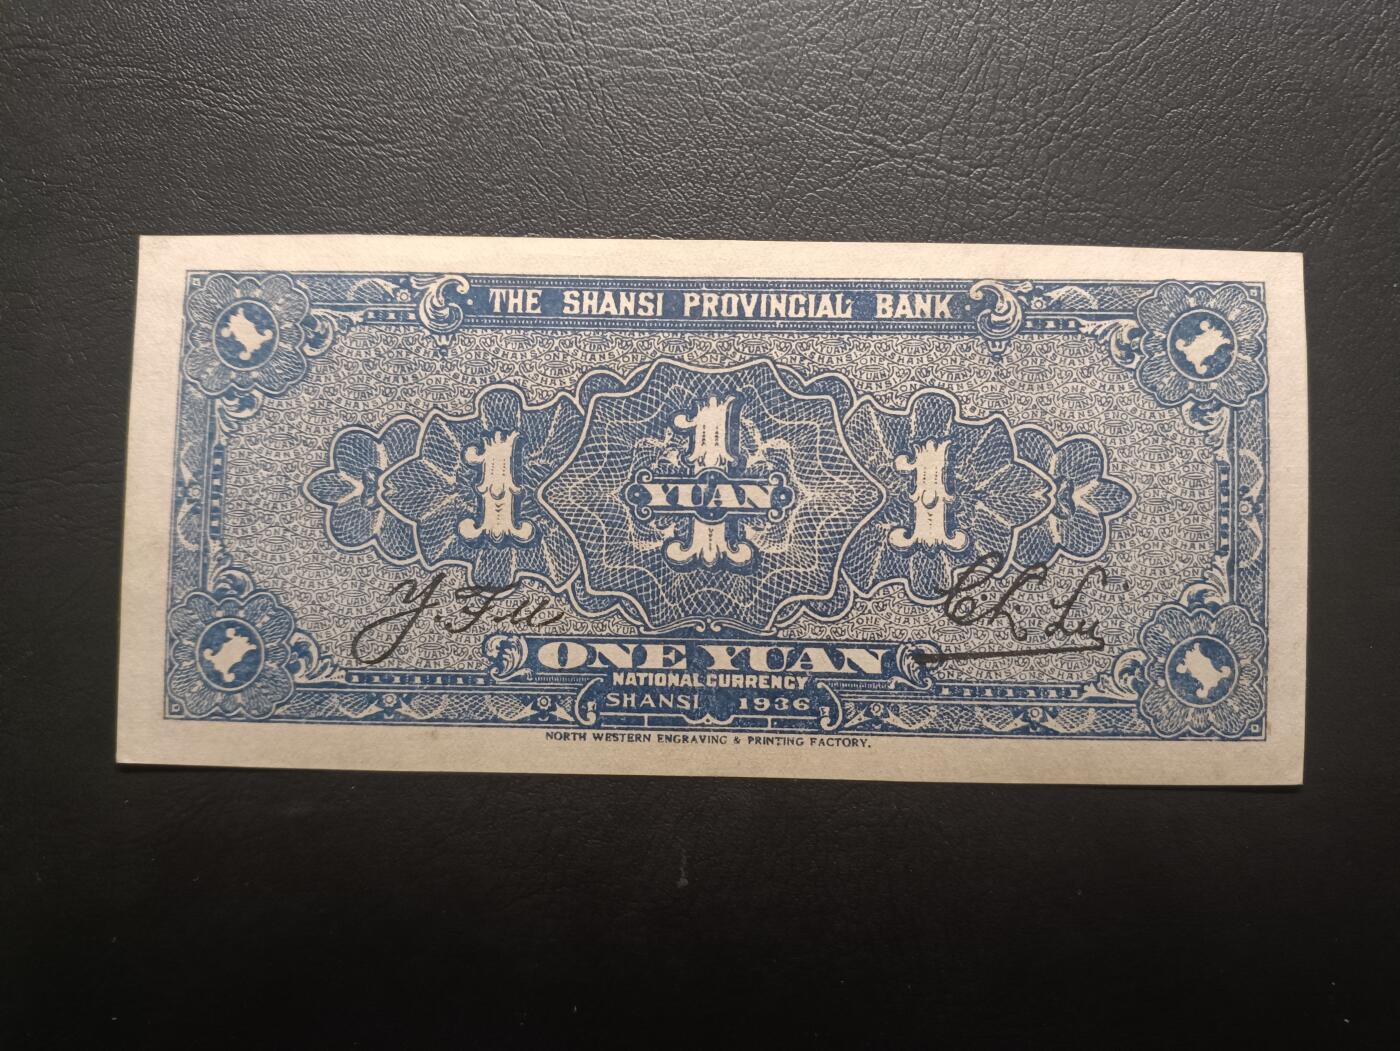 THE SHANSI PROVINCIAL BANK
1 1 1
YUAN
C.L. Lu
ONE YUAN
NATIONAL CURRENCY
SHANSI 1936
NORTH WESTERN ENGRAVING & PRINTING FACTORY.